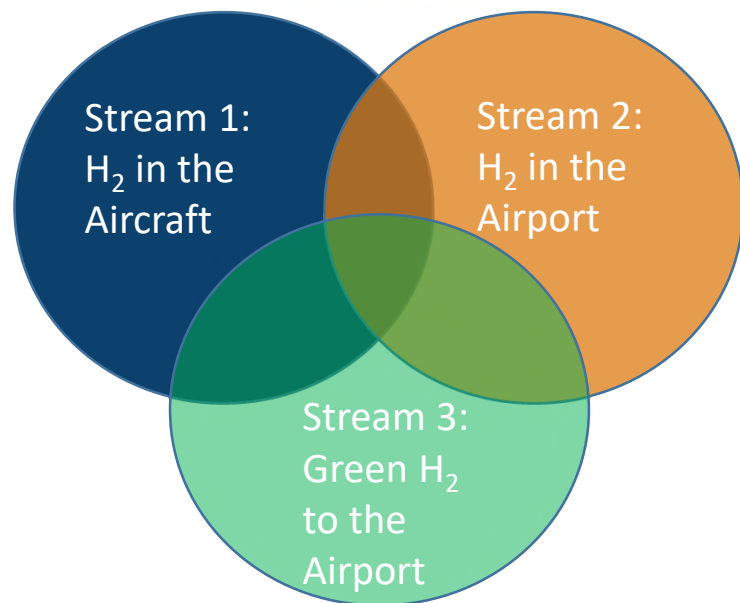 Stream 1:
H₂ in the
Aircraft
Stream 2:
H₂ in the
Airport
Stream 3:
Green H₂
to the
Airport